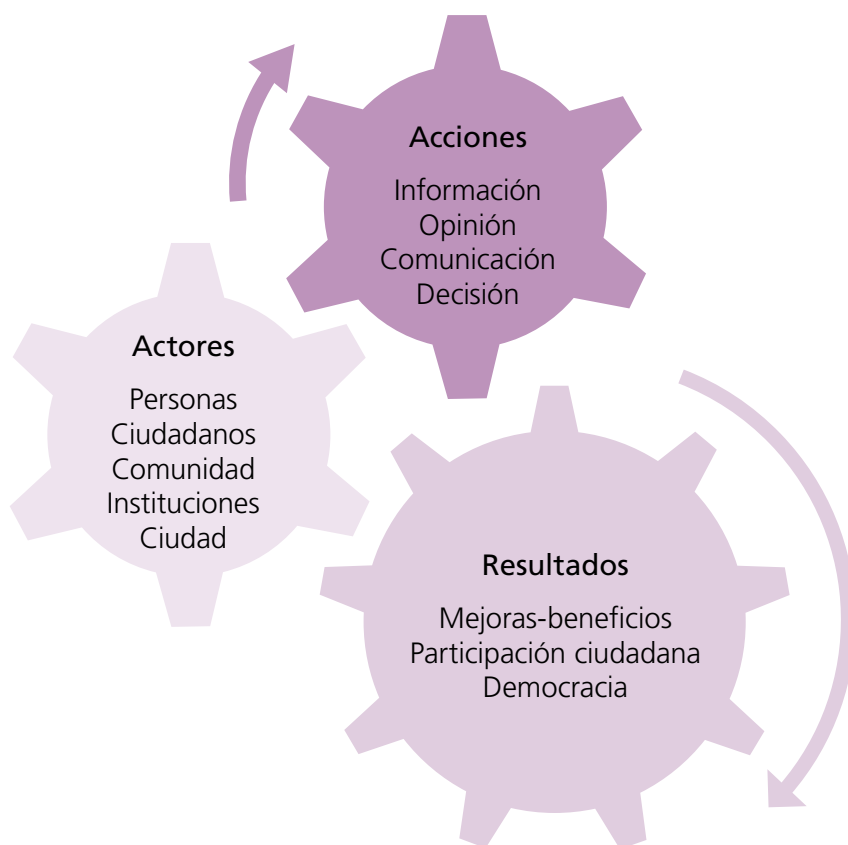 Acciones
Información
Opinión
Comunicación
Decisión
Actores
Personas
Ciudadanos
Comunidad
Instituciones
Ciudad
Resultados
Mejoras-beneficios
Participación ciudadana
Democracia